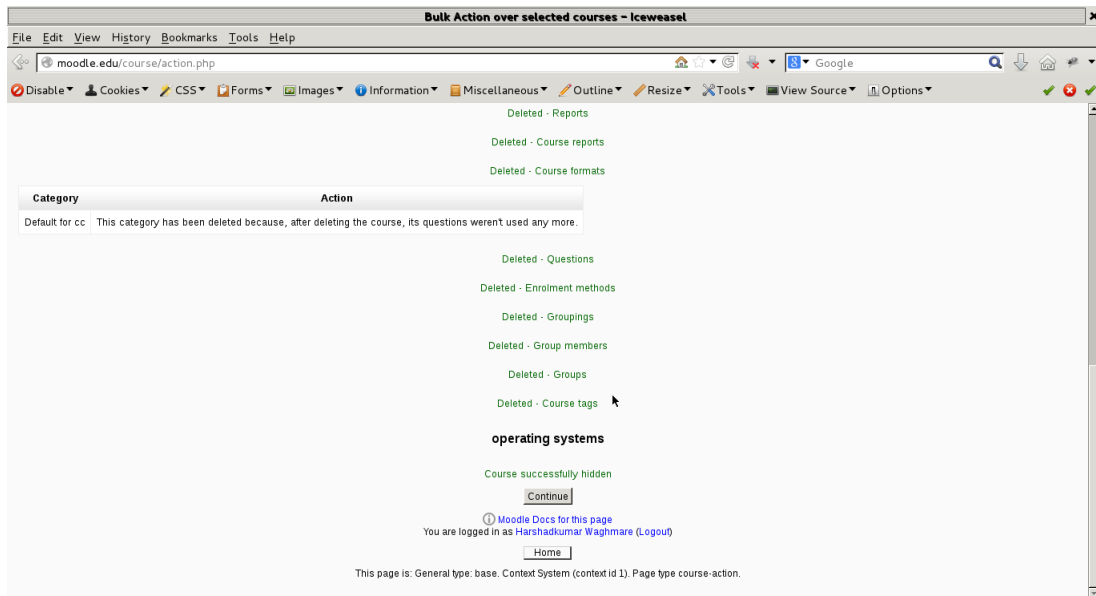 Bulk Action over selected courses - Iceweasel
File Edit View History Bookmarks Tools Help
moodle.edu/course/action.php Google
Disable Cookies CSS Forms Images Information Miscellaneous Outline Resize Tools View Source Options
Deleted - Reports
Deleted - Course reports
Deleted - Course formats
Category Action
Default for cc This category has been deleted because, after deleting the course, its questions weren't used any more.
Deleted - Questions
Deleted - Enrolment methods
Deleted - Groupings
Deleted - Group members
Deleted - Groups
Deleted - Course tags
operating systems
Course successfully hidden
Continue
Moodle Docs for this page
You are logged in as Harshadkumar Waghmare (Logout)
Home
This page is: General type: base. Context System (context id 1). Page type course-action.